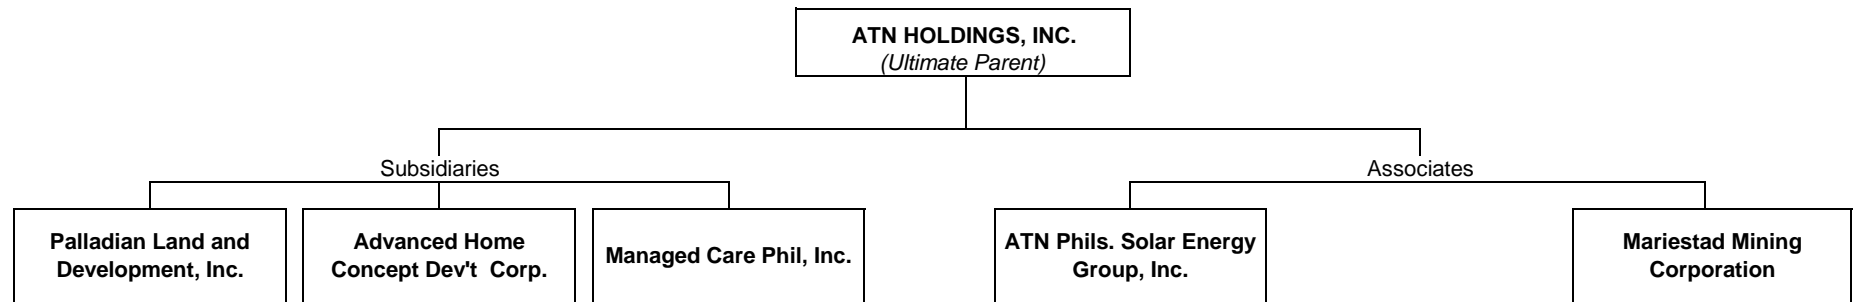 ATN HOLDINGS, INC.
(Ultimate Parent)
Subsidiaries
Associates
Palladian Land and
Development, Inc.
Advanced Home
Concept Dev't Corp.
Managed Care Phil, Inc.
ATN Phils. Solar Energy
Group, Inc.
Mariestad Mining
Corporation